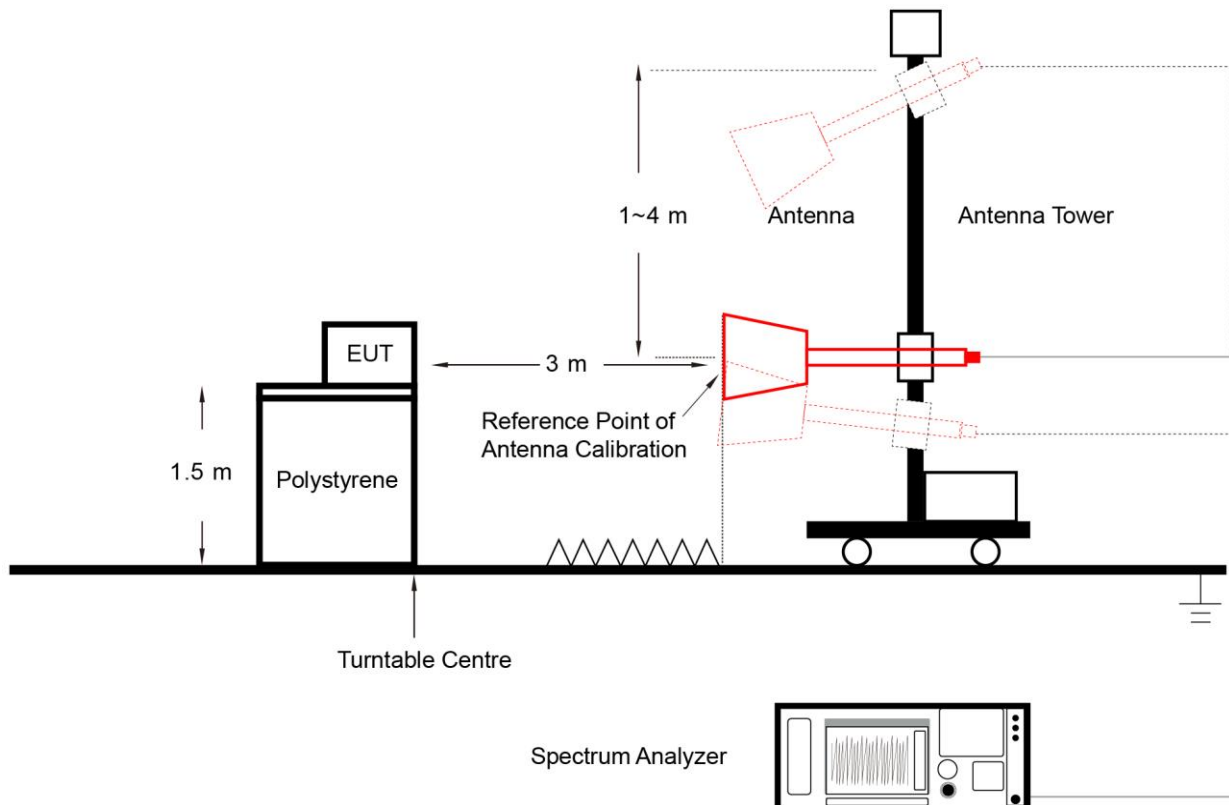 1~4 m
Antenna
Antenna Tower
EUT
3 m
Reference Point of
Antenna Calibration
1.5 m
Polystyrene
Turntable Centre
Spectrum Analyzer